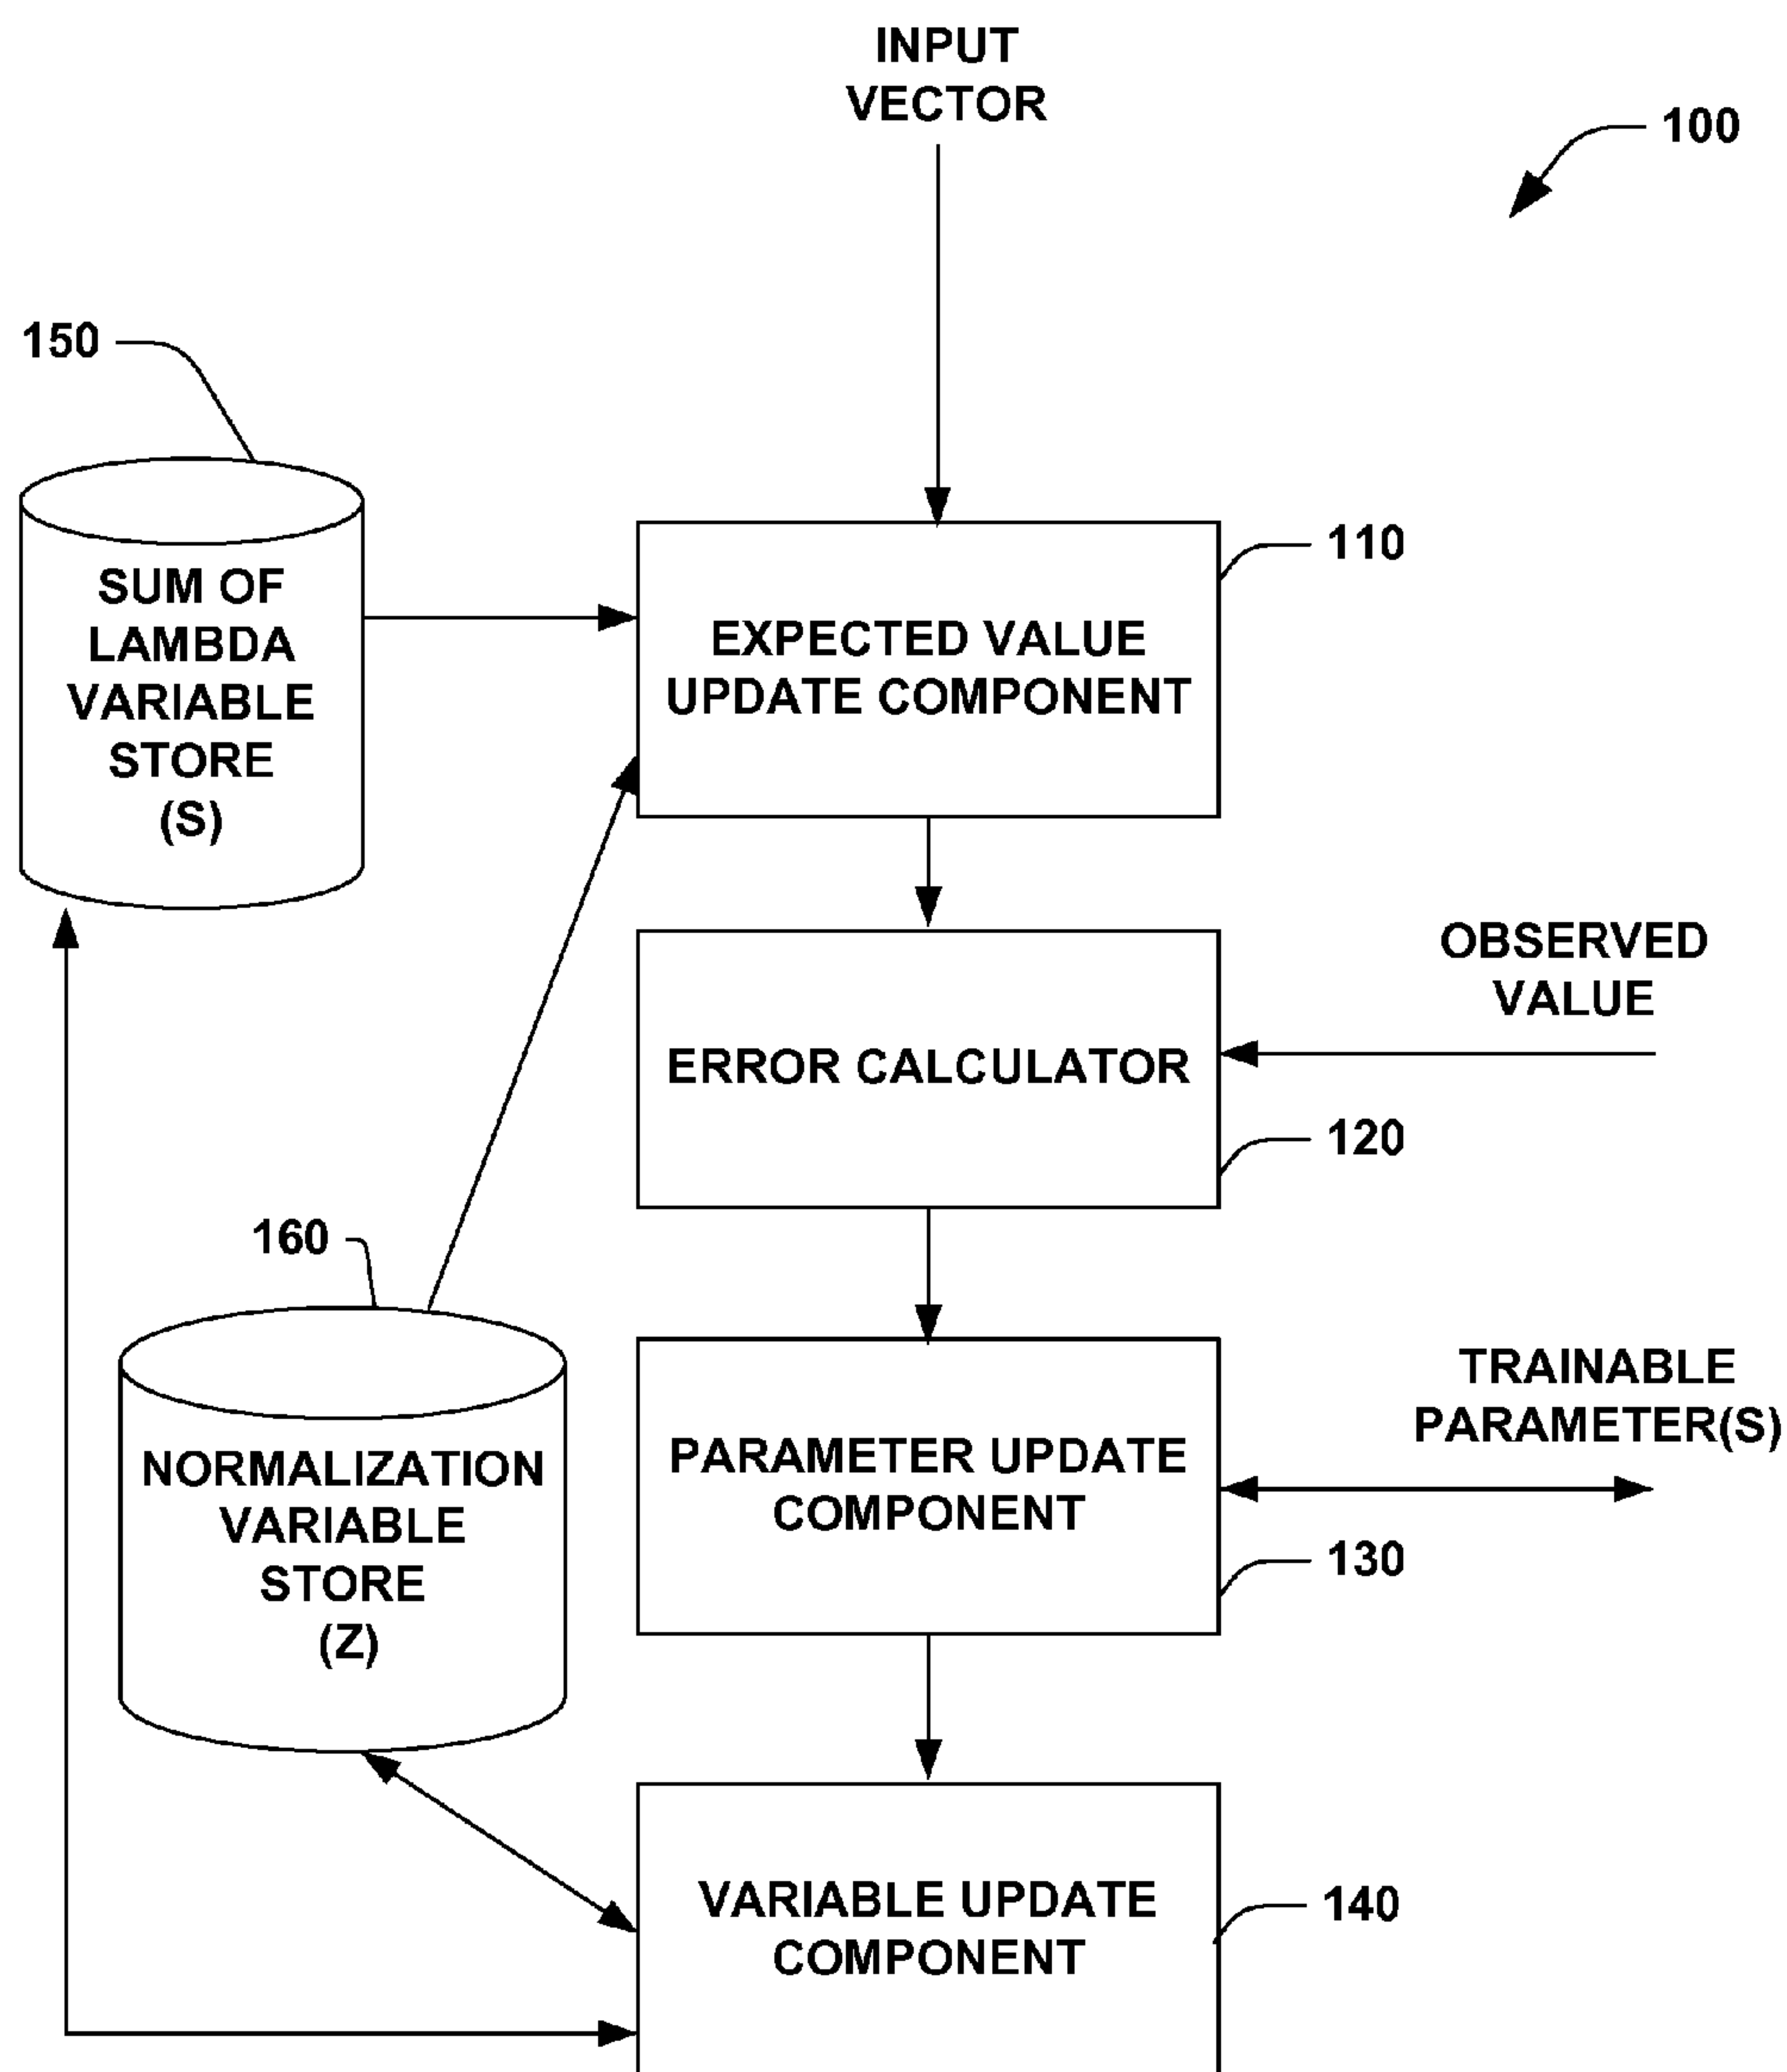 INPUT
VECTOR
100
150
110
SUM OF
LAMBDA
VARIABLE
STORE
(S)
EXPECTED VALUE
UPDATE COMPONENT
OBSERVED
VALUE
ERROR CALCULATOR
120
160
TRAINABLE
PARAMETER(S)
NORMALIZATION
VARIABLE
STORE
(Z)
PARAMETER UPDATE
COMPONENT
130
VARIABLE UPDATE
COMPONENT
140